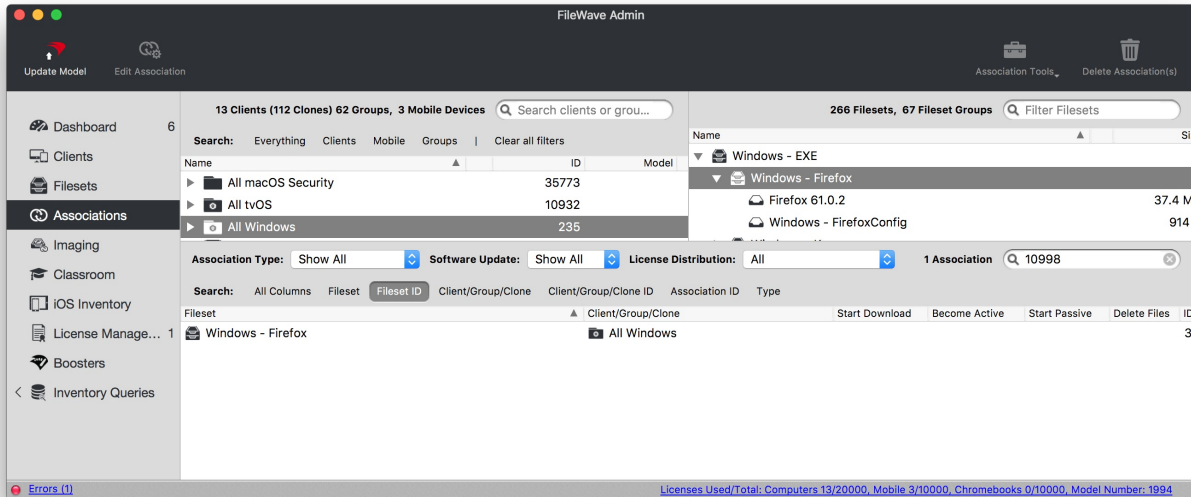 FileWave Admin
Update Model
Edit Association
Association Tools
Delete Association(s)
Dashboard 6
Clients
Filesets
Associations
Imaging
Classroom
iOS Inventory
License Manage... 1
Boosters
Inventory Queries
13 Clients (112 Clones) 62 Groups, 3 Mobile Devices Search clients or grou...
Search: Everything Clients Mobile Groups | Clear all filters
Name ID Model
All macOS Security 35773
All tvOS 10932
All Windows 235
266 Filesets, 67 Fileset Groups Filter Filesets
Name Si
Windows - EXE
Windows - Firefox
Firefox 61.0.2 37.4 M
Windows - FirefoxConfig 914
Association Type: Show All Software Update: Show All License Distribution: All 1 Association 10998
Search: All Columns Fileset Fileset ID Client/Group/Clone Client/Group/Clone ID Association ID Type
Fileset Client/Group/Clone Start Download Become Active Start Passive Delete Files ID
Windows - Firefox All Windows 3
Errors (1)
Licenses Used/Total: Computers 13/20000, Mobile 3/10000, Chromebooks 0/10000, Model Number: 1994